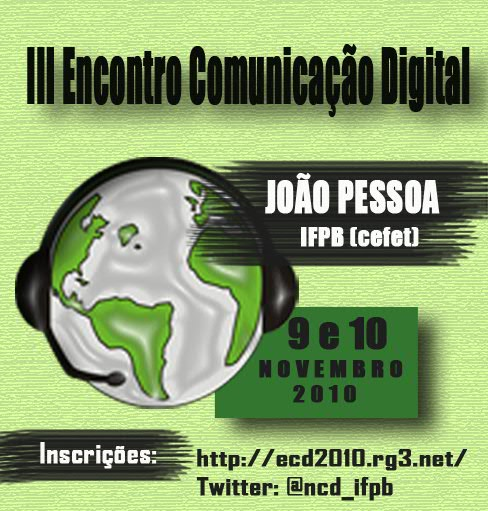 III Encontro Comunicação Digital
JOÃO PESSOA
IFPB (cefet)
9 e 10
NOVEMBRO
2010
Inscrições:
http://ecd2010.rg3.net/
Twitter: @ncd_ifpb